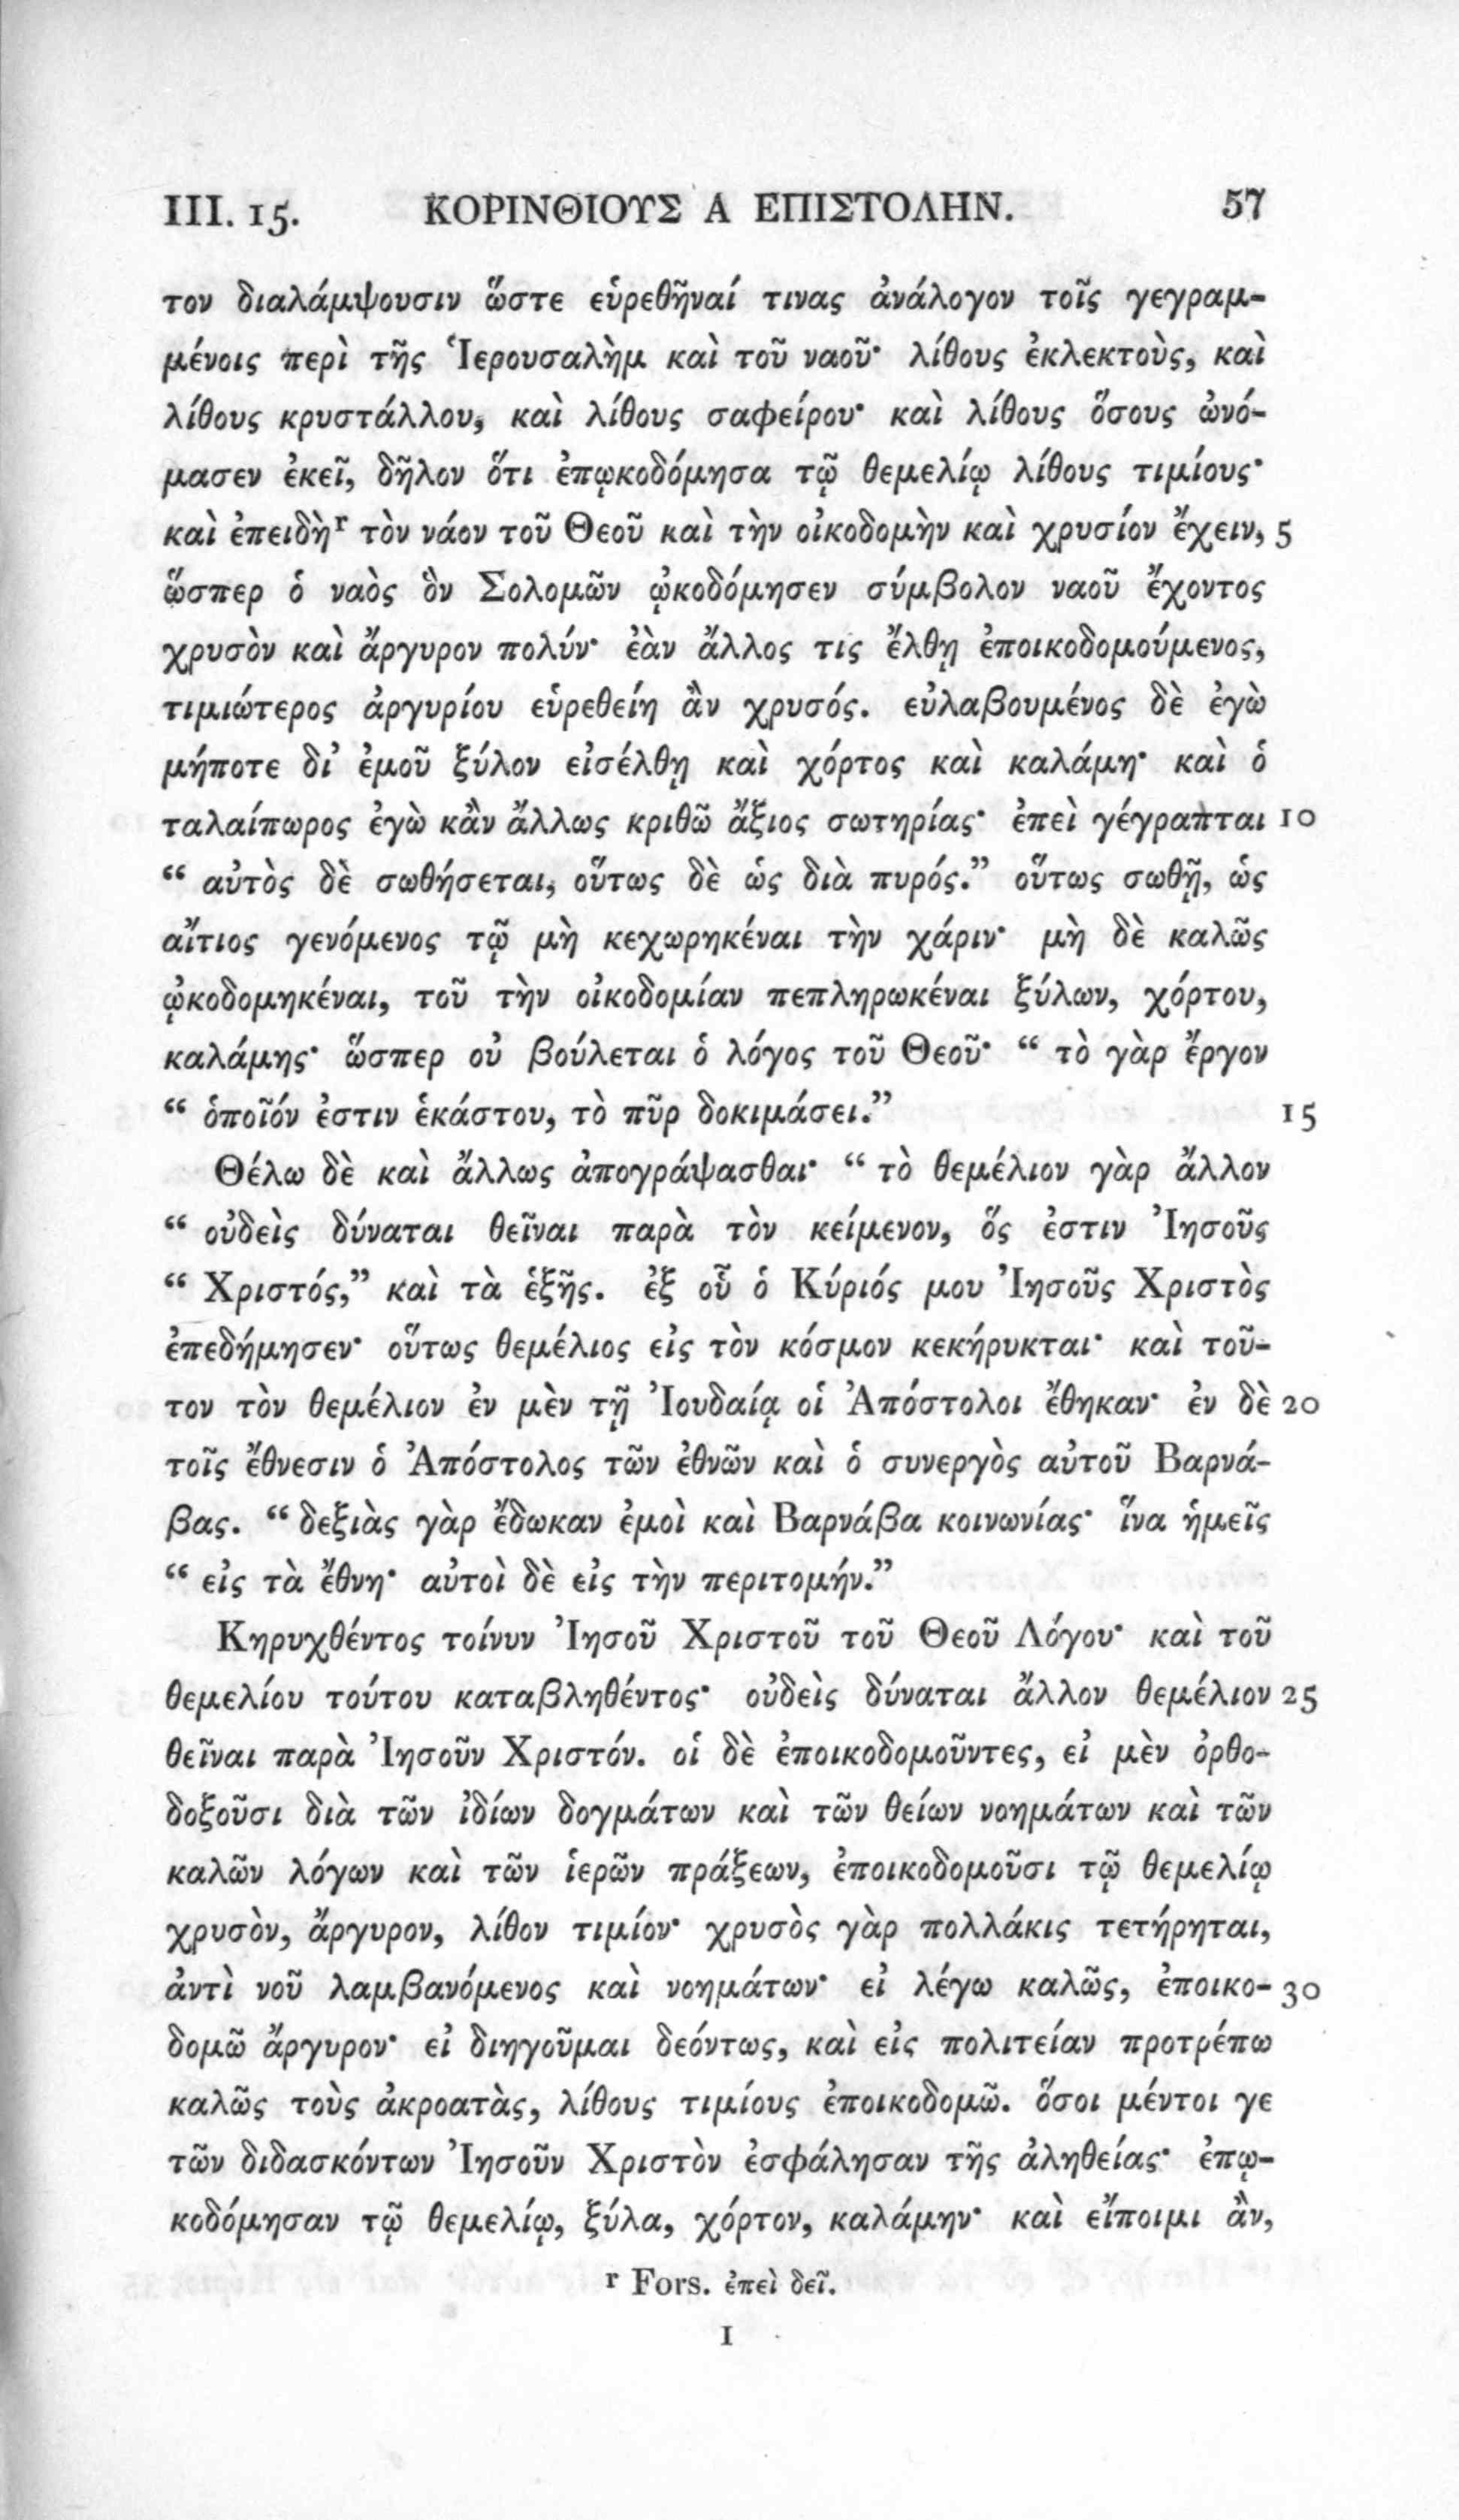 III. 15. ΚΟΡΙΝΘΙΟΥΣ Α ΕΠΙΣΤΟΛΗΝ. 57
τον διαλάμψουσιν ὥστε εὑρεθῆναί τινας ἀνάλογον τοῖς γεγραμ-
μένοις περὶ τῆς Ἱερουσαλὴμ καὶ τοῦ ναοῦ· λίθους ἐκλεκτοὺς, καὶ
λίθους κρυστάλλου, καὶ λίθους σαφείρου· καὶ λίθους ὅσους ὠνό-
μασεν ἐκεῖ, δῆλον ὅτι ἐπῳκοδόμησα τῷ θεμελίῳ λίθους τιμίους·
καὶ ἐπειδὴ ʳ τὸν νάον τοῦ Θεοῦ καὶ τὴν οἰκοδομὴν καὶ χρυσίον ἔχειν, 5
ὥσπερ ὁ ναὸς ὃν Σολομῶν ᾠκοδόμησεν σύμβολον ναοῦ ἔχοντος
χρυσὸν καὶ ἄργυρον πολύν· ἐὰν ἄλλος τις ἔλθῃ ἐποικοδομούμενος,
τιμιώτερος ἀργυρίου εὑρεθείη ἂν χρυσός. εὐλαβουμένος δὲ ἐγὼ
μήποτε δι' ἐμοῦ ξύλον εἰσέλθῃ καὶ χόρτος καὶ καλάμη· καὶ ὁ
ταλαίπωρος ἐγὼ κἂν ἄλλως κριθῶ ἄξιος σωτηρίας· ἐπεὶ γέγραπται 10
“ αὐτὸς δὲ σωθήσεται, οὕτως δὲ ὡς διὰ πυρός.” οὕτως σωθῇ, ὡς
αἴτιος γενόμενος τῷ μὴ κεχωρηκέναι τὴν χάριν· μὴ δὲ καλῶς
ᾠκοδομηκέναι, τοῦ τὴν οἰκοδομίαν πεπληρωκέναι ξύλων, χόρτου,
καλάμης· ὥσπερ οὐ βούλεται ὁ λόγος τοῦ Θεοῦ· “ τὸ γὰρ ἔργον
“ ὁποῖόν ἐστιν ἑκάστου, τὸ πῦρ δοκιμάσει.” 15
Θέλω δὲ καὶ ἄλλως ἀπογράψασθαι· “ τὸ θεμέλιον γὰρ ἄλλον
“ οὐδεὶς δύναται θεῖναι παρὰ τὸν κείμενον, ὅς ἐστιν Ἰησοῦς
“ Χριστός,” καὶ τὰ ἑξῆς. ἐξ οὗ ὁ Κύριός μου Ἰησοῦς Χριστὸς
ἐπεδήμησεν· οὕτως θεμέλιος εἰς τὸν κόσμον κεκήρυκται· καὶ τοῦ-
τον τὸν θεμέλιον ἐν μὲν τῇ Ἰουδαίᾳ οἱ Ἀπόστολοι ἔθηκαν· ἐν δὲ 20
τοῖς ἔθνεσιν ὁ Ἀπόστολος τῶν ἐθνῶν καὶ ὁ συνεργὸς αὐτοῦ Βαρνά-
βας. “ δεξιὰς γὰρ ἔδωκαν ἐμοὶ καὶ Βαρνάβα κοινωνίας· ἵνα ἡμεῖς
“ εἰς τὰ ἔθνη· αὐτοὶ δὲ εἰς τὴν περιτομήν.”
Κηρυχθέντος τοίνυν Ἰησοῦ Χριστοῦ τοῦ Θεοῦ Λόγου· καὶ τοῦ
θεμελίου τούτου καταβληθέντος· οὐδεὶς δύναται ἄλλον θεμέλιον 25
θεῖναι παρὰ Ἰησοῦν Χριστόν. οἱ δὲ ἐποικοδομοῦντες, εἰ μὲν ὀρθο-
δοξοῦσι διὰ τῶν ἰδίων δογμάτων καὶ τῶν θείων νοημάτων καὶ τῶν
καλῶν λόγων καὶ τῶν ἱερῶν πράξεων, ἐποικοδομοῦσι τῷ θεμελίῳ
χρυσὸν, ἄργυρον, λίθον τιμίον· χρυσὸς γὰρ πολλάκις τετήρηται,
ἀντὶ νοῦ λαμβανόμενος καὶ νοημάτων· εἰ λέγω καλῶς, ἐποικο- 30
δομῶ ἄργυρον· εἰ διηγοῦμαι δεόντως, καὶ εἰς πολιτείαν προτρέπω
καλῶς τοὺς ἀκροατὰς, λίθους τιμίους ἐποικοδομῶ. ὅσοι μέντοι γε
τῶν διδασκόντων Ἰησοῦν Χριστὸν ἐσφάλησαν τῆς ἀληθείας· ἐπῳ-
κοδόμησαν τῷ θεμελίῳ, ξύλα, χόρτον, καλάμην· καὶ εἴποιμι ἂν,
ʳ Fors. ἐπεὶ δεῖ.
I